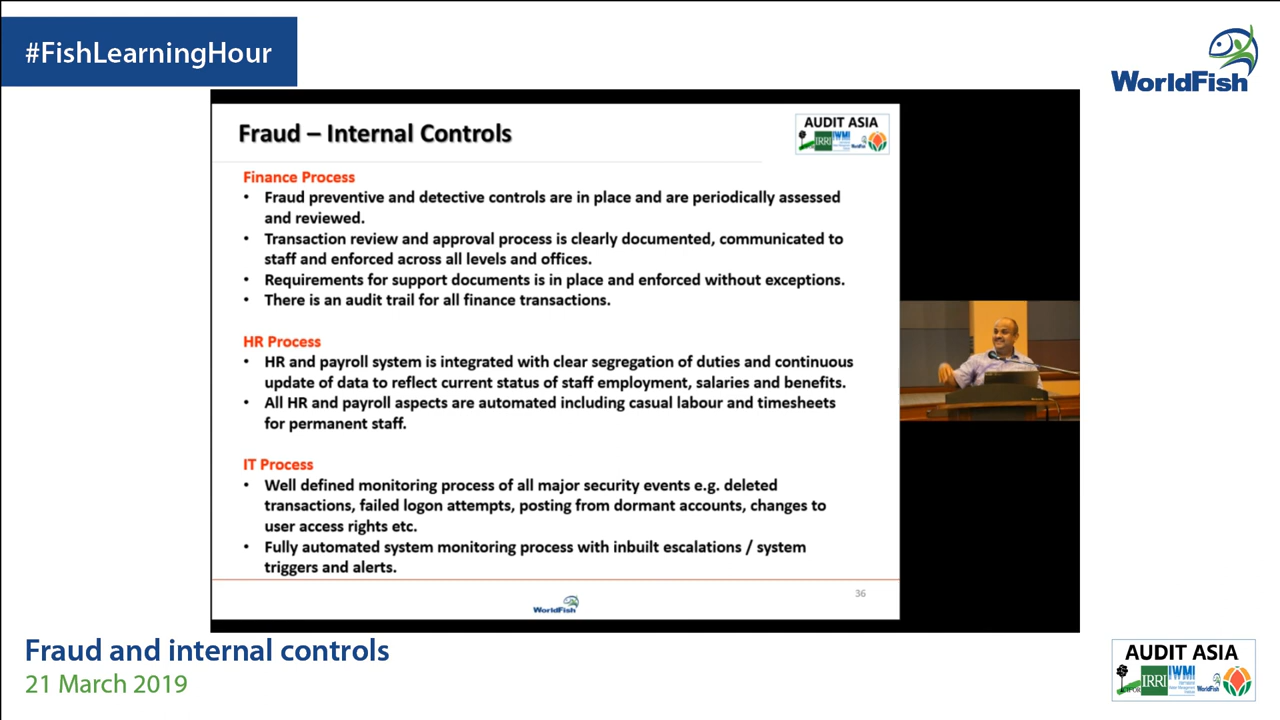 #FishLearningHour
WorldFish
Fraud – Internal Controls
AUDIT ASIA
IRRI
IWMI
Finance Process
• Fraud preventive and detective controls are in place and are periodically assessed
and reviewed.
• Transaction review and approval process is clearly documented, communicated to
staff and enforced across all levels and offices.
• Requirements for support documents is in place and enforced without exceptions.
• There is an audit trail for all finance transactions.
HR Process
• HR and payroll system is integrated with clear segregation of duties and continuous
update of data to reflect current status of staff employment, salaries and benefits.
• All HR and payroll aspects are automated including casual labour and timesheets
for permanent staff.
IT Process
• Well defined monitoring process of all major security events e.g. deleted
transactions, failed logon attempts, posting from dormant accounts, changes to
user access rights etc.
• Fully automated system monitoring process with inbuilt escalations / system
triggers and alerts.
36
WorldFish
Fraud and internal controls
21 March 2019
AUDIT ASIA
IRRI
IWMI
WorldFish